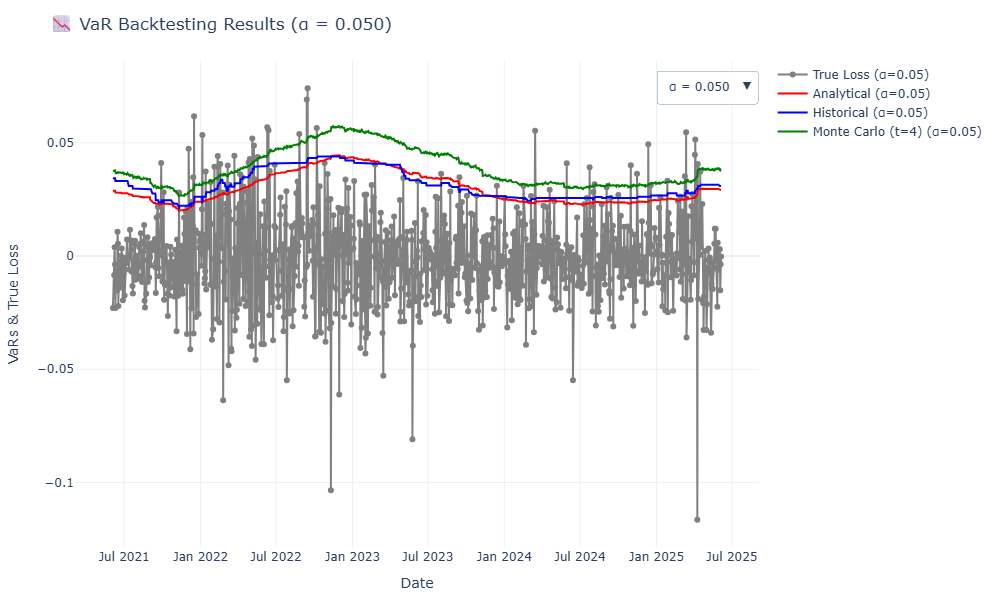 📉 VaR Backtesting Results (α = 0.050)
α = 0.050 ▼
True Loss (α=0.05)
Analytical (α=0.05)
Historical (α=0.05)
Monte Carlo (t=4) (α=0.05)
VaRs & True Loss
0.05
0
−0.05
−0.1
Jul 2021 Jan 2022 Jul 2022 Jan 2023 Jul 2023 Jan 2024 Jul 2024 Jan 2025 Jul 2025
Date